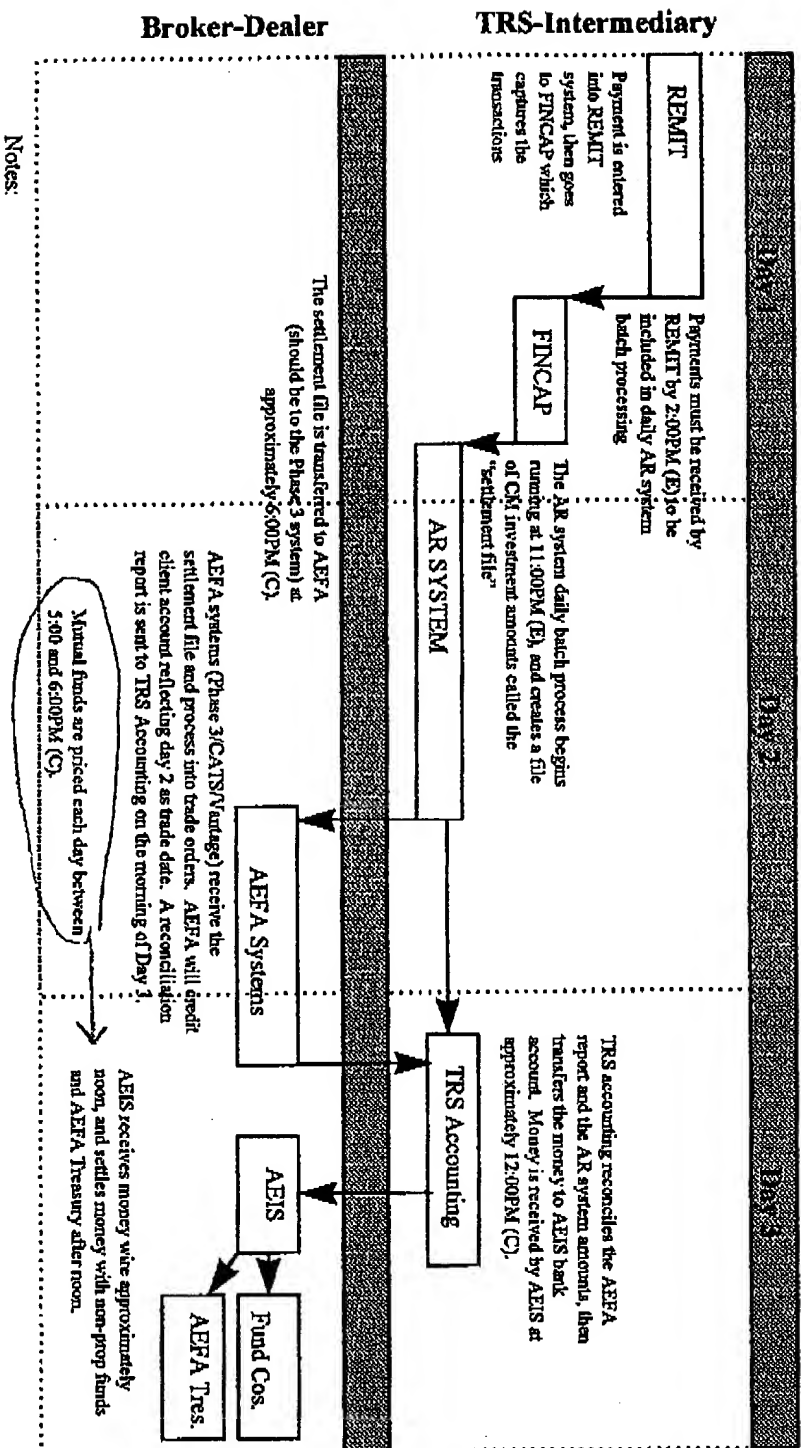 Day 1
Day 2
Day 3
TRS-Intermediary
REMIT
Payment is entered
into REMIT
system, then goes
to FINCAP which
captures the
transactions
Payments must be received by
REMIT by 2:00PM (E) to be
included in daily AR system
batch processing
FINCAP
The AR system daily batch process begins
running at 11:00PM (E), and creates a file
of CM investment amounts called the
"settlement file"
AR SYSTEM
TRS accounting reconciles the AEFA
report and the AR system amounts, then
transfers the money to AEIS bank
account. Money is received by AEIS at
approximately 12:00PM (C).
TRS Accounting
Broker-Dealer
The settlement file is transferred to AEFA
(should be to the Phase 3 system) at
approximately 6:00PM (C).
AEFA Systems
AEFA systems (Phase 3/CATS/Vantage) receive the
settlement file and process into trade orders. AEFA will credit
client account reflecting day 2 as trade date. A reconciliation
report is sent to TRS Accounting on the morning of Day 3.
Mutual funds are priced each day between
5:00 and 6:00PM (C).
AEIS
Fund Cos.
AEFA Tres.
AEIS receives money wire approximately
noon, and settles money with non-prop funds
and AEFA Treasury after noon.
Notes: